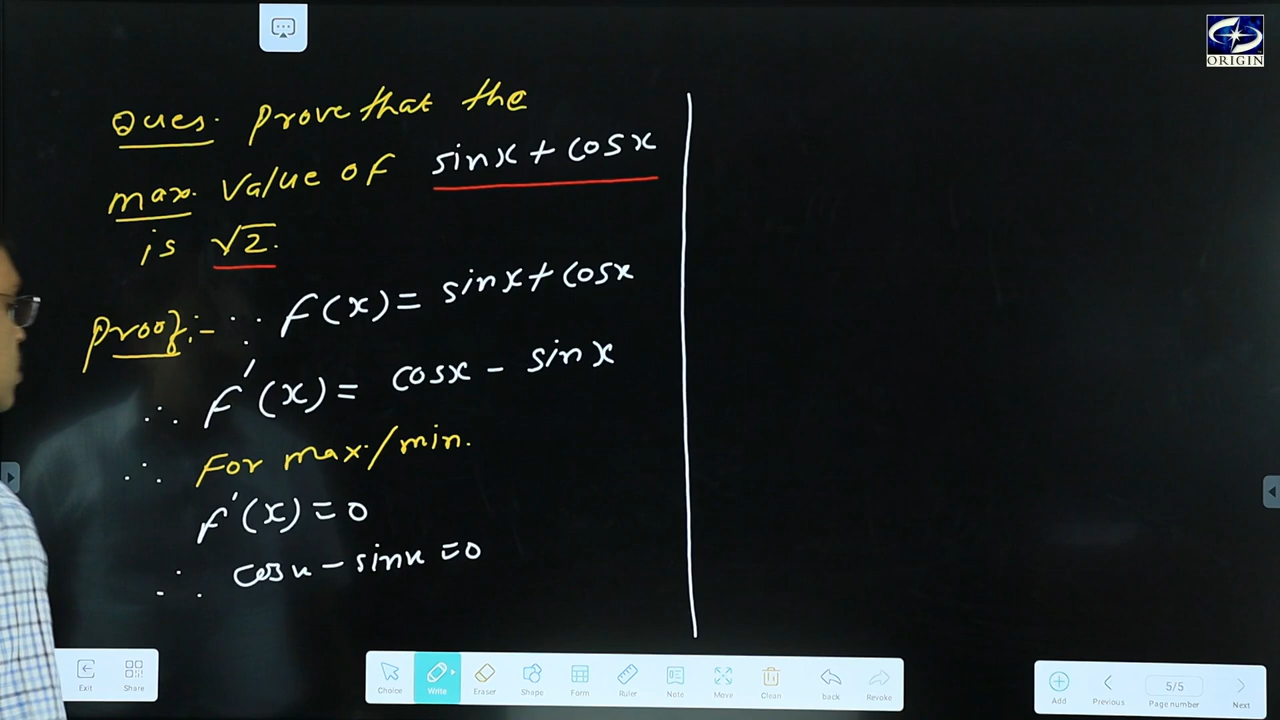 ORIGIN
Ques. prove that the
max. value of sinx + cosx
is √2.
Proof:- ∵ f(x) = sinx + cosx
∴ f'(x) = cosx - sinx
∴ For max./min.
f'(x) = 0
∴ cosx - sinx = 0
Exit Share Choice Write Eraser Shape Form Ruler Note Move Clean back Revoke Add Previous 5/5 Page number Next